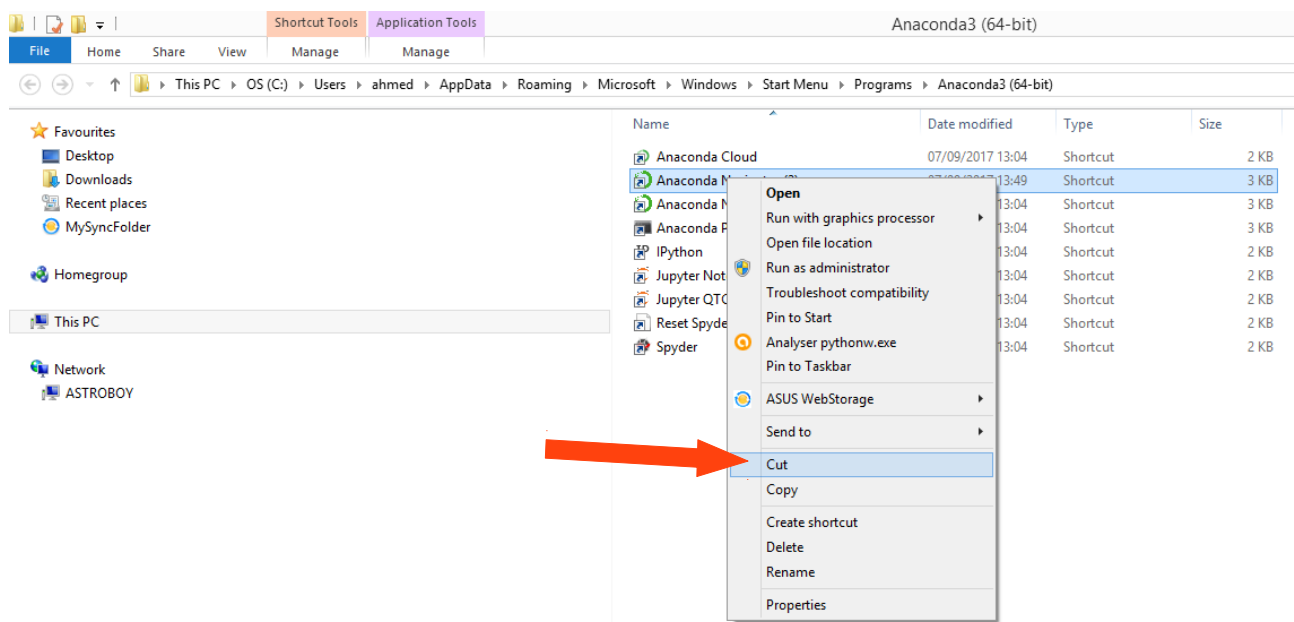 Shortcut Tools Application Tools Anaconda3 (64-bit)
File Home Share View Manage Manage
This PC OS (C:) Users ahmed AppData Roaming Microsoft Windows Start Menu Programs Anaconda3 (64-bit)
Favourites
Desktop
Downloads
Recent places
MySyncFolder
Homegroup
This PC
Network
ASTROBOY
Name Date modified Type Size
Anaconda Cloud 07/09/2017 13:04 Shortcut 2 KB
Anaconda 13:49 Shortcut 3 KB
Anaconda 13:04 Shortcut 3 KB
Anaconda 13:04 Shortcut 3 KB
IPython 13:04 Shortcut 2 KB
Jupyter Not 13:04 Shortcut 2 KB
Jupyter QTC 13:04 Shortcut 2 KB
Reset Spyde 13:04 Shortcut 2 KB
Spyder 13:04 Shortcut 2 KB
Open
Run with graphics processor
Open file location
Run as administrator
Troubleshoot compatibility
Pin to Start
Analyser pythonw.exe
Pin to Taskbar
ASUS WebStorage
Send to
Cut
Copy
Create shortcut
Delete
Rename
Properties